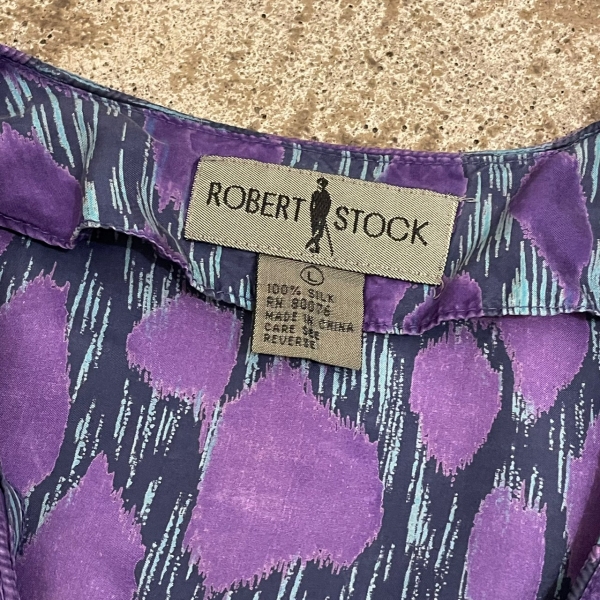 ROBERT STOCK
L
100% SILK
RN 80076
MADE IN CHINA
CARE SEE
REVERSE